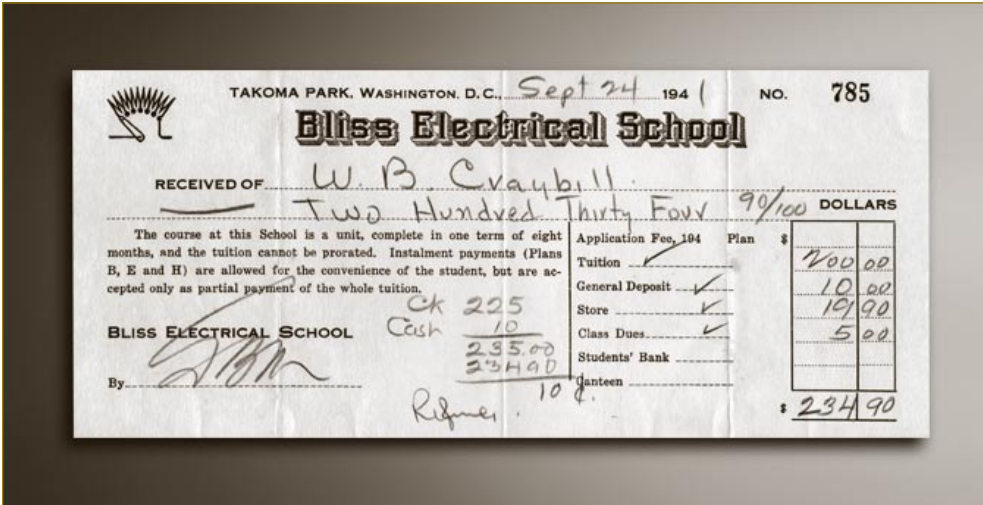 TAKOMA PARK, WASHINGTON, D. C., Sept 24 1941 NO. 785
Bliss Electrical School
RECEIVED OF W. B. Craybill.
Two Hundred Thirty Four 90/100 DOLLARS
The course at this School is a unit, complete in one term of eight
months, and the tuition cannot be prorated. Instalment payments (Plans
B, E and H) are allowed for the convenience of the student, but are ac-
cepted only as partial payment of the whole tuition.
Ck 225
Cash 10
235.00
234 90
10 ¢.
BLISS ELECTRICAL SCHOOL
By
Application Fee, 194 Plan $
Tuition ✓ 200 00
General Deposit ✓ 10 00
Store ✓ 19 90
Class Dues ✓ 5 00
Students' Bank
Canteen
$ 234 90